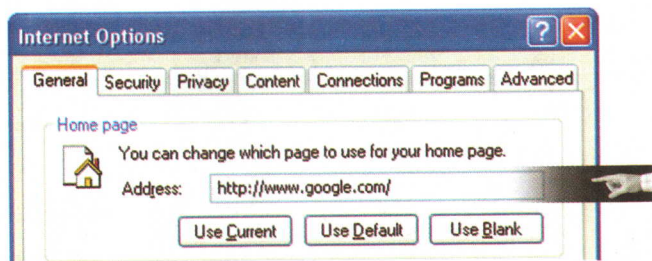 Internet Options
General Security Privacy Content Connections Programs Advanced
Home page
You can change which page to use for your home page.
Address: http://www.google.com/
Use Current Use Default Use Blank